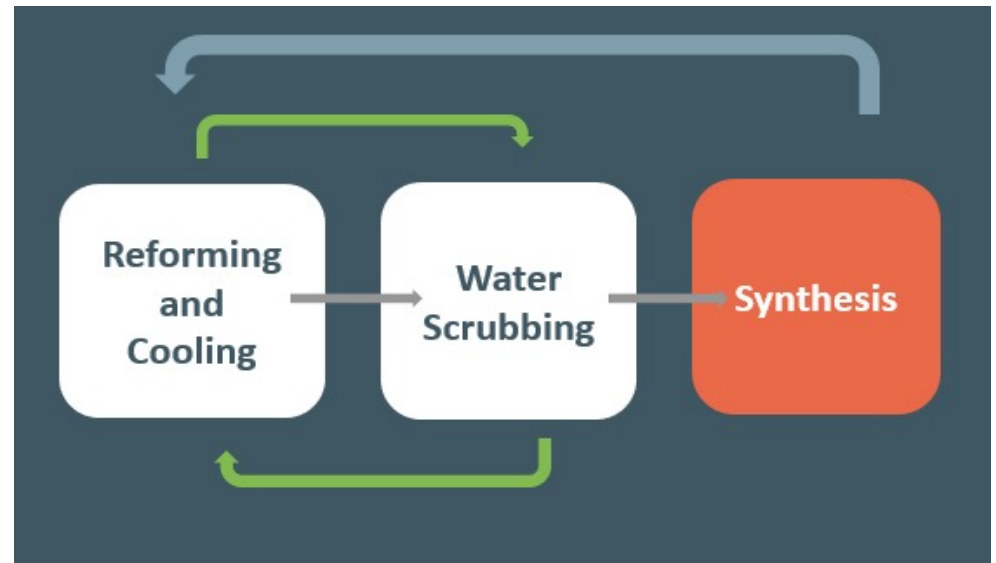 Reforming
and
Cooling
Water
Scrubbing
Synthesis